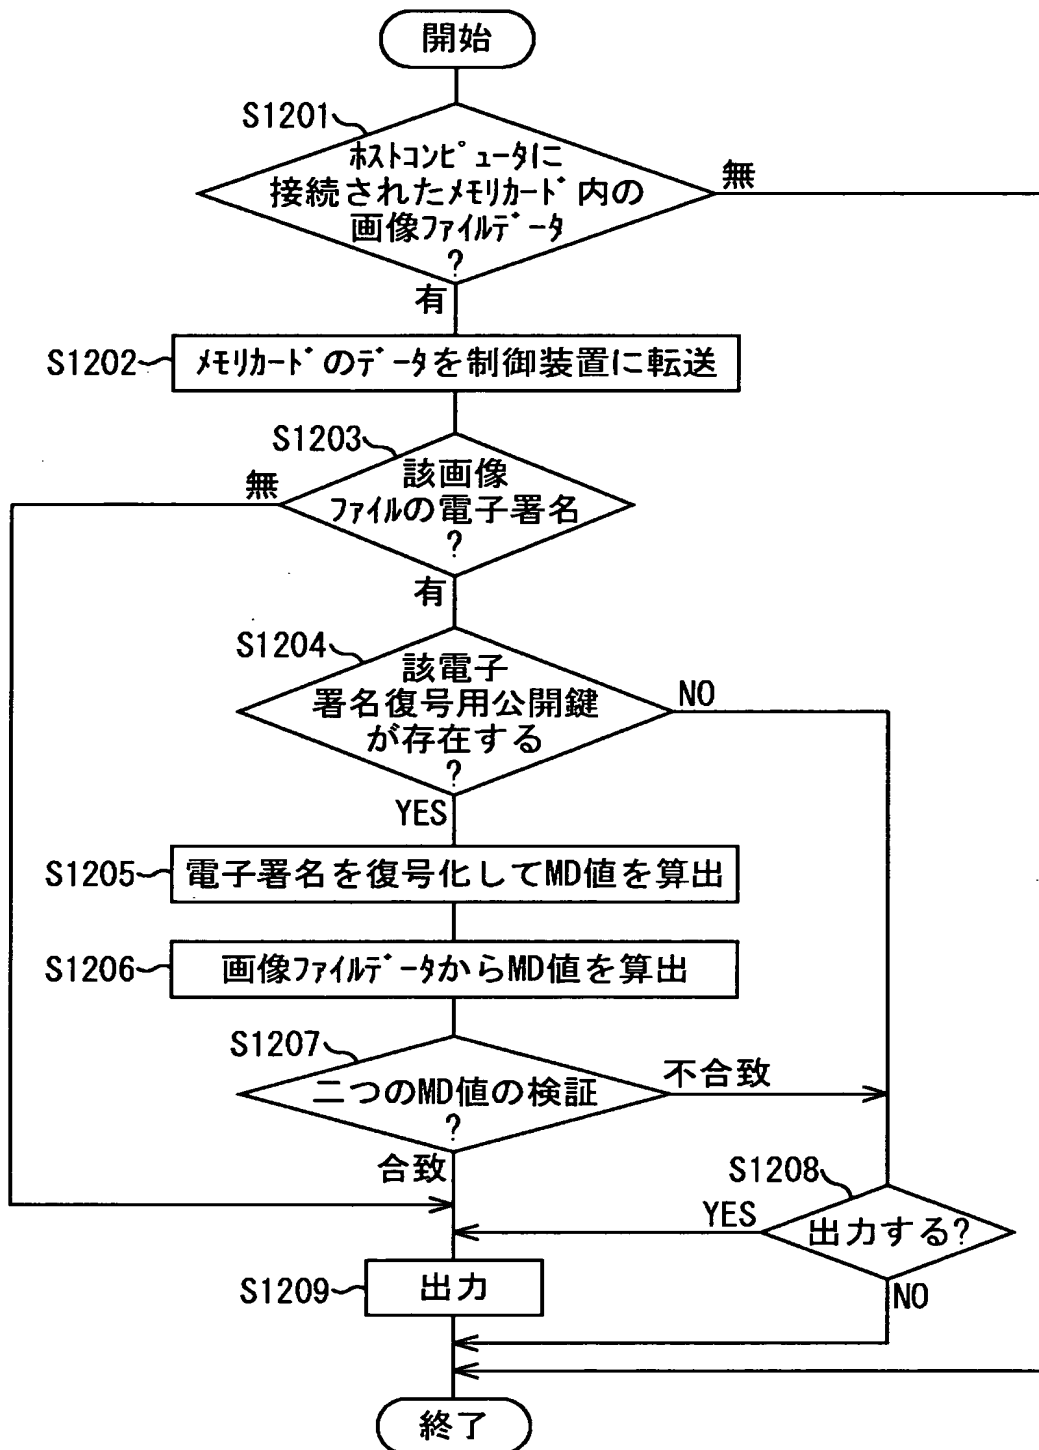 開始
S1201
ホストコンピュータに
接続されたメモリカード内の
画像ファイルデータ
?
無
有
S1202
メモリカードのデータを制御装置に転送
S1203
該画像
ファイルの電子署名
?
無
有
S1204
該電子
署名復号用公開鍵
が存在する
?
NO
YES
S1205
電子署名を復号化してMD値を算出
S1206
画像ファイルデータからMD値を算出
S1207
二つのMD値の検証
?
不合致
合致
S1208
出力する?
YES
NO
S1209
出力
終了